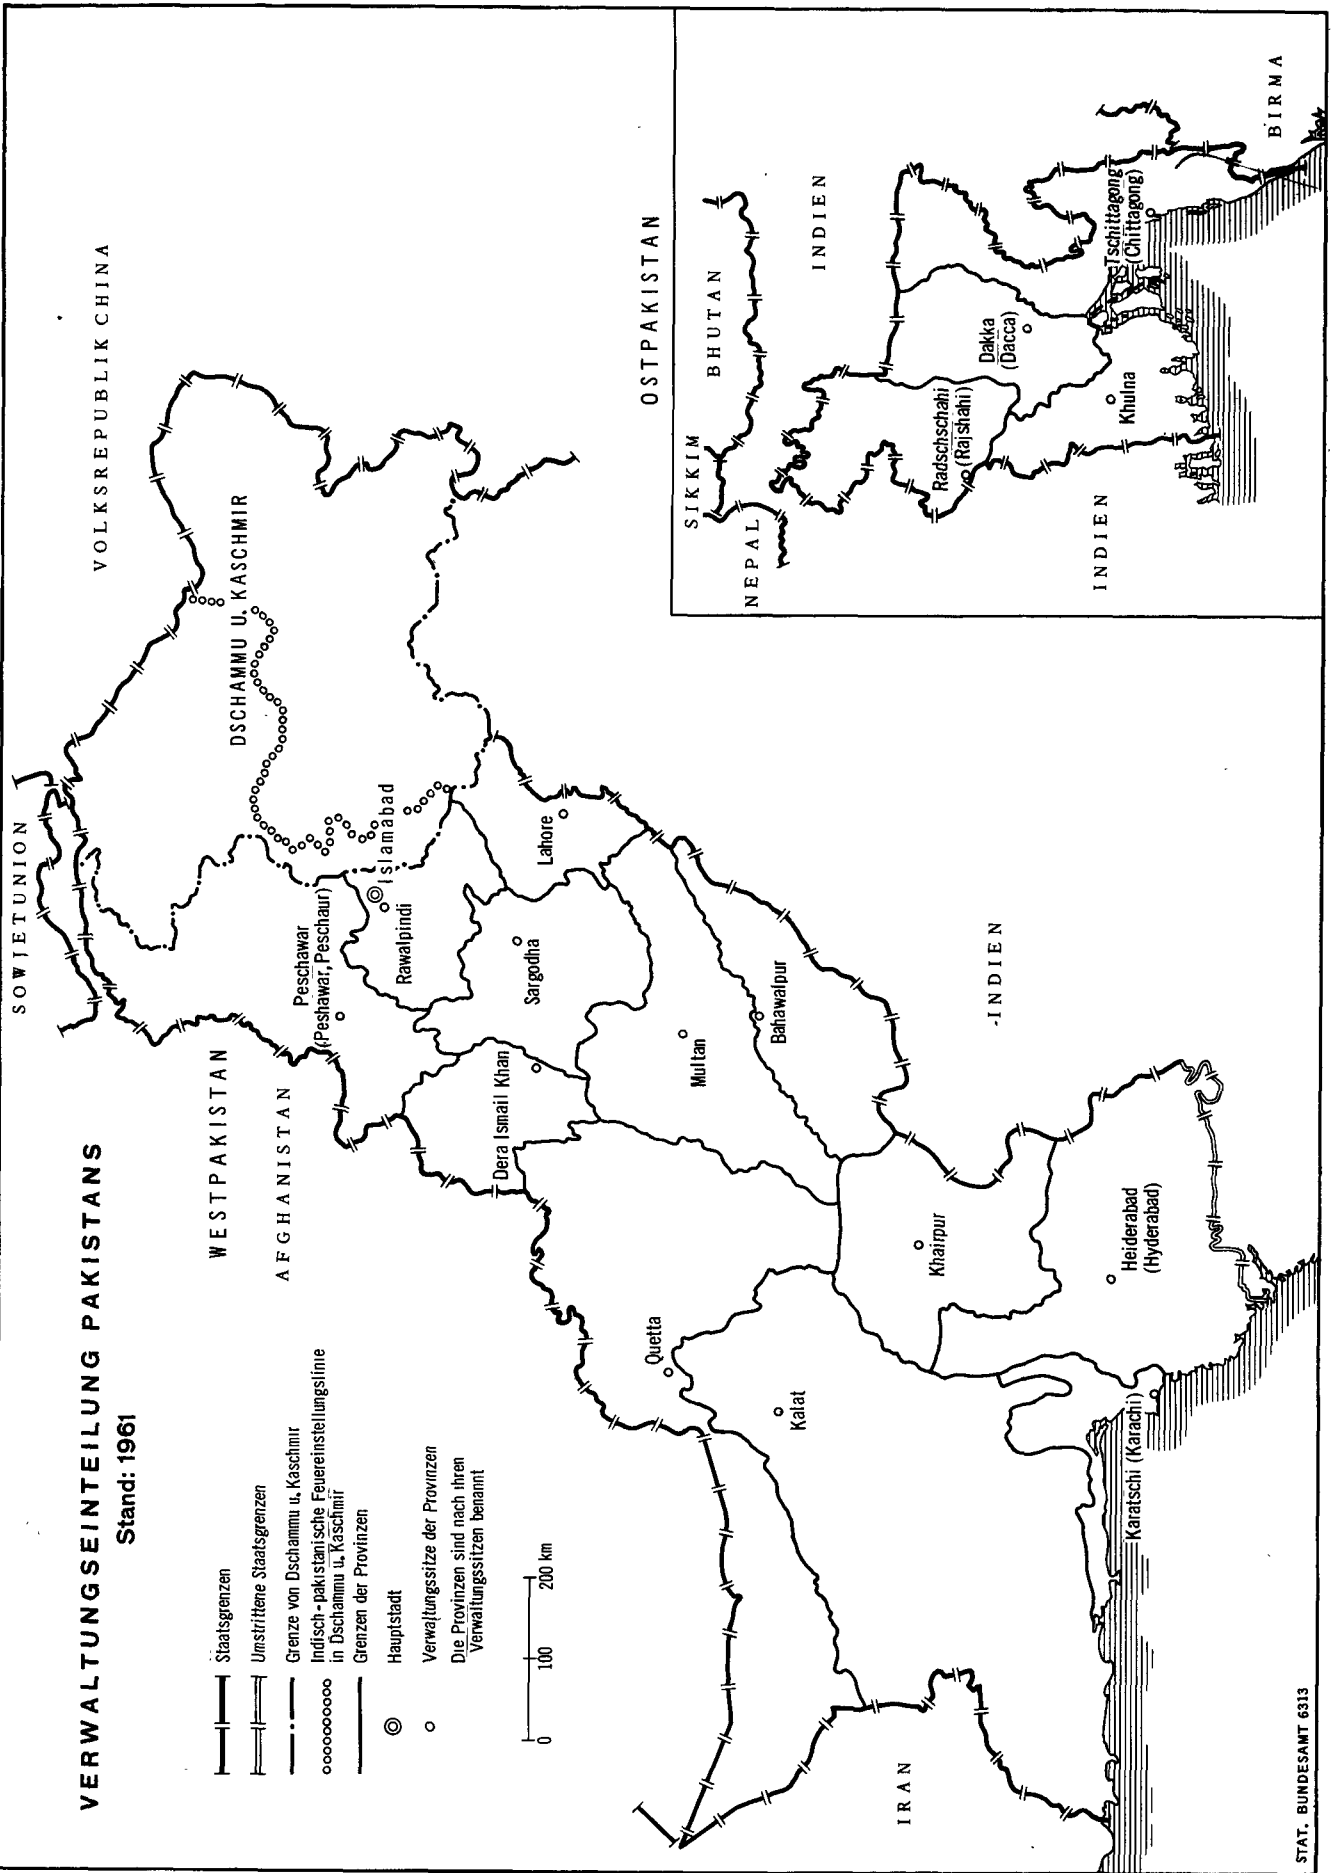 VERWALTUNGSEINTEILUNG PAKISTANS
Stand: 1961
Staatsgrenzen
Umstrittene Staatsgrenzen
Grenze von Dschammu u. Kaschmir
Indisch-pakistanische Feuereinstellungslinie
in Dschammu u. Kaschmir
Grenzen der Provinzen
Hauptstadt
Verwaltungssitze der Provinzen
Die Provinzen sind nach ihren
Verwaltungssitzen benannt
0 100 200 km
SOWJETUNION
VOLKSREPUBLIK CHINA
WESTPAKISTAN
AFGHANISTAN
DSCHAMMU U. KASCHMIR
Peschawar
(Peshawar, Peschaur)
Islamabad
Rawalpindi
Dera Ismail Khan
Sargodha
Lahore
Quetta
Multan
Bahawalpur
Kalat
Khairpur
-INDIEN
IRAN
Heiderabad
(Hyderabad)
Karatschi (Karachi)
OSTPAKISTAN
SIKKIM
BHUTAN
NEPAL
INDIEN
Radschschahi
(Rajshahi)
Dakka
(Dacca)
INDIEN
Khulna
Tschittagong
(Chittagong)
BIRMA
STAT. BUNDESAMT 6313